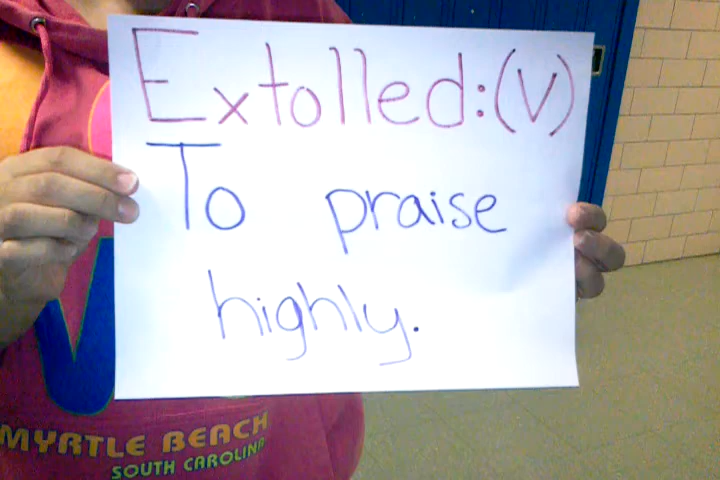 Extolled:(V)
To praise
highly.
MYRTLE BEACH
SOUTH CAROLINA